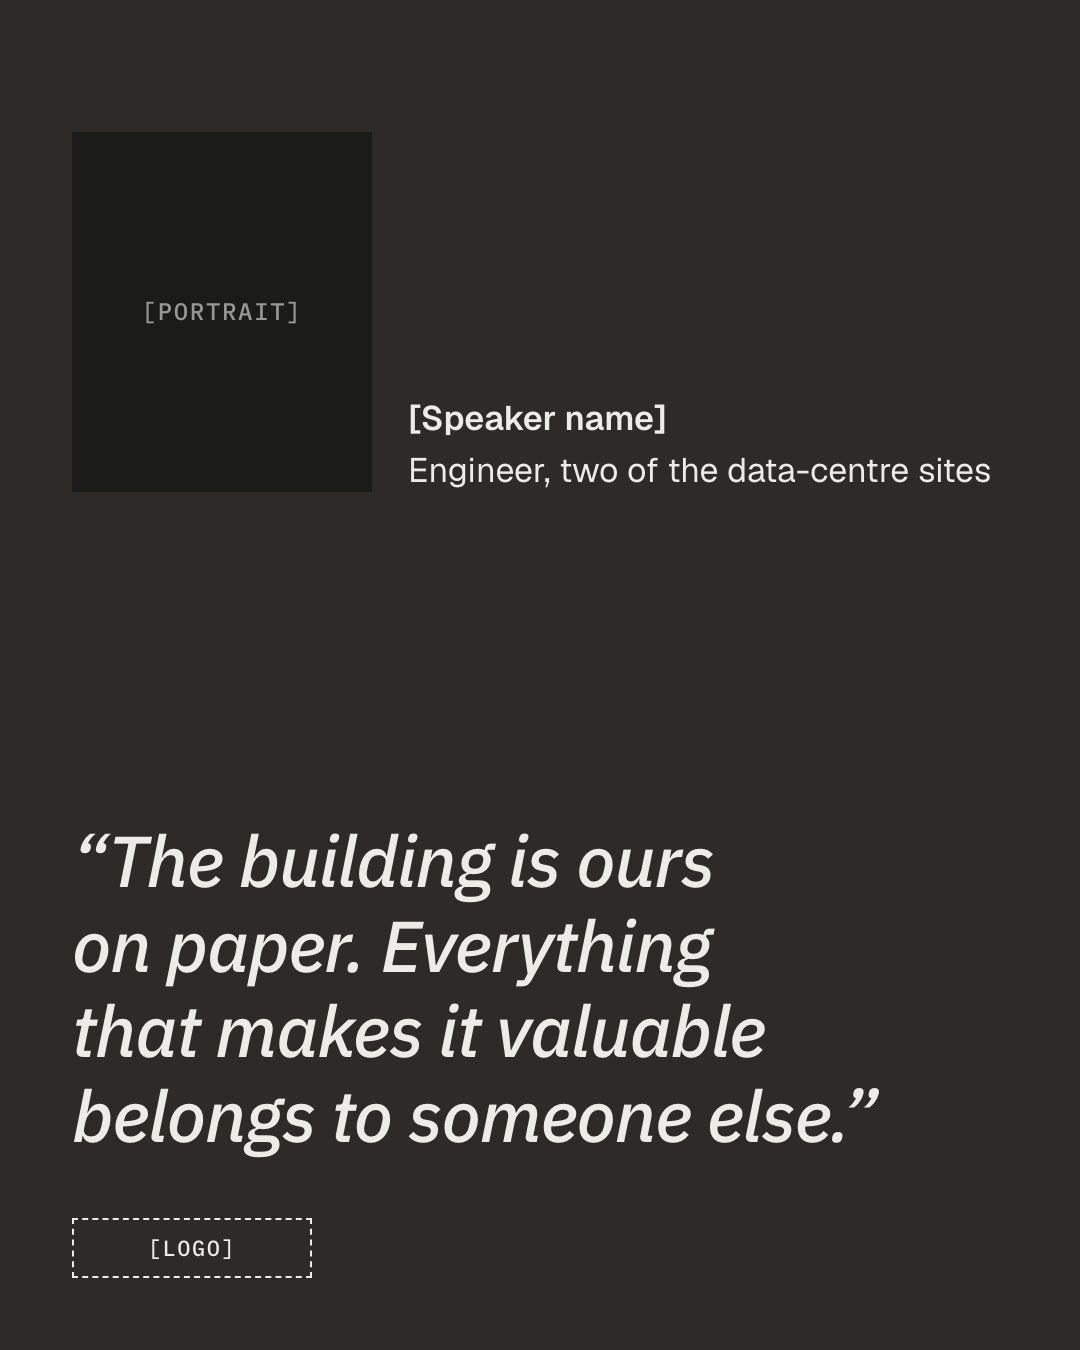 [PORTRAIT]
[Speaker name]
Engineer, two of the data-centre sites
“The building is ours
on paper. Everything
that makes it valuable
belongs to someone else.”
[LOGO]